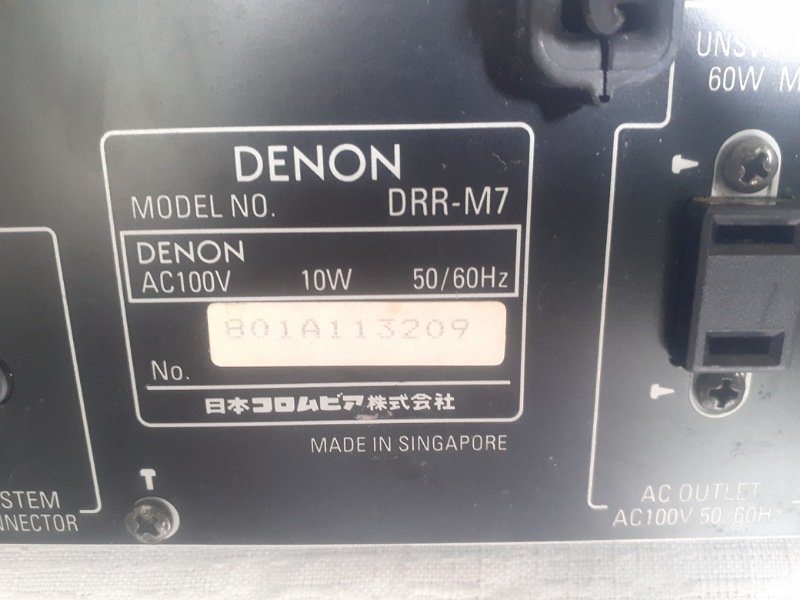 DENON
MODEL NO. DRR-M7
DENON
AC100V 10W 50/60Hz
801A113209
No.
日本コロムビア株式会社
MADE IN SINGAPORE
60W
AC OUTLET
AC100V 50/60Hz